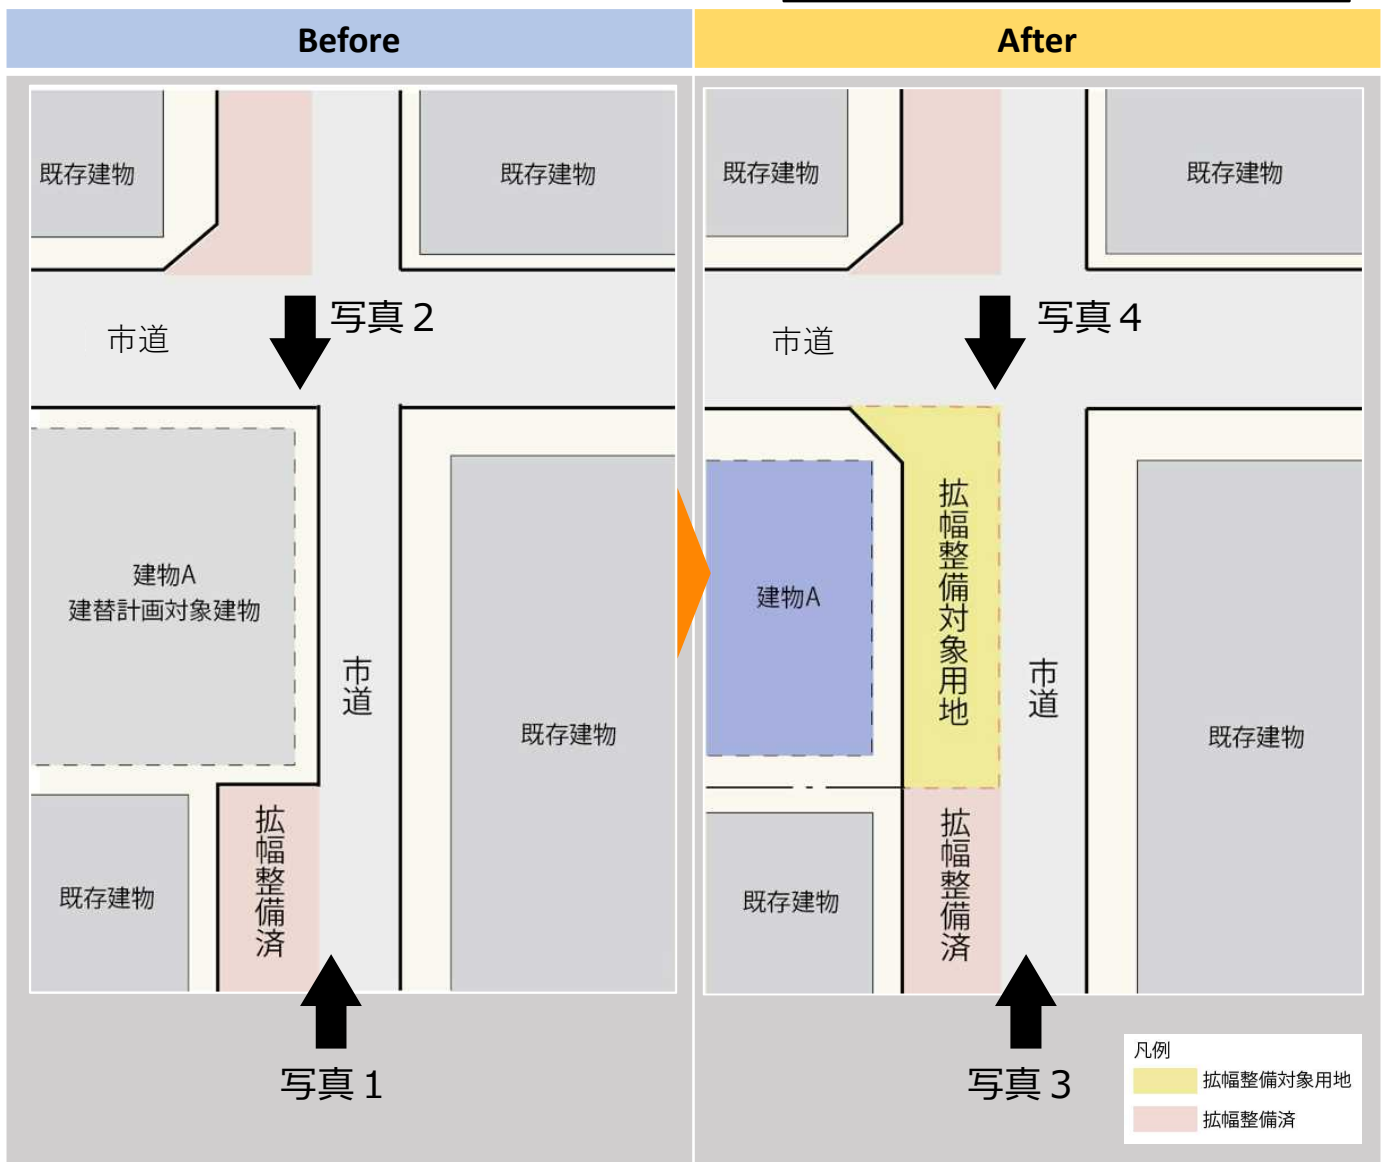 Before
After
既存建物
既存建物
写真２
市道
建物A
建替計画対象建物
市道
既存建物
既存建物
拡幅整備済
写真１
既存建物
既存建物
写真４
市道
建物A
拡幅整備対象用地
市道
既存建物
既存建物
拡幅整備済
写真３
凡例
拡幅整備対象用地
拡幅整備済